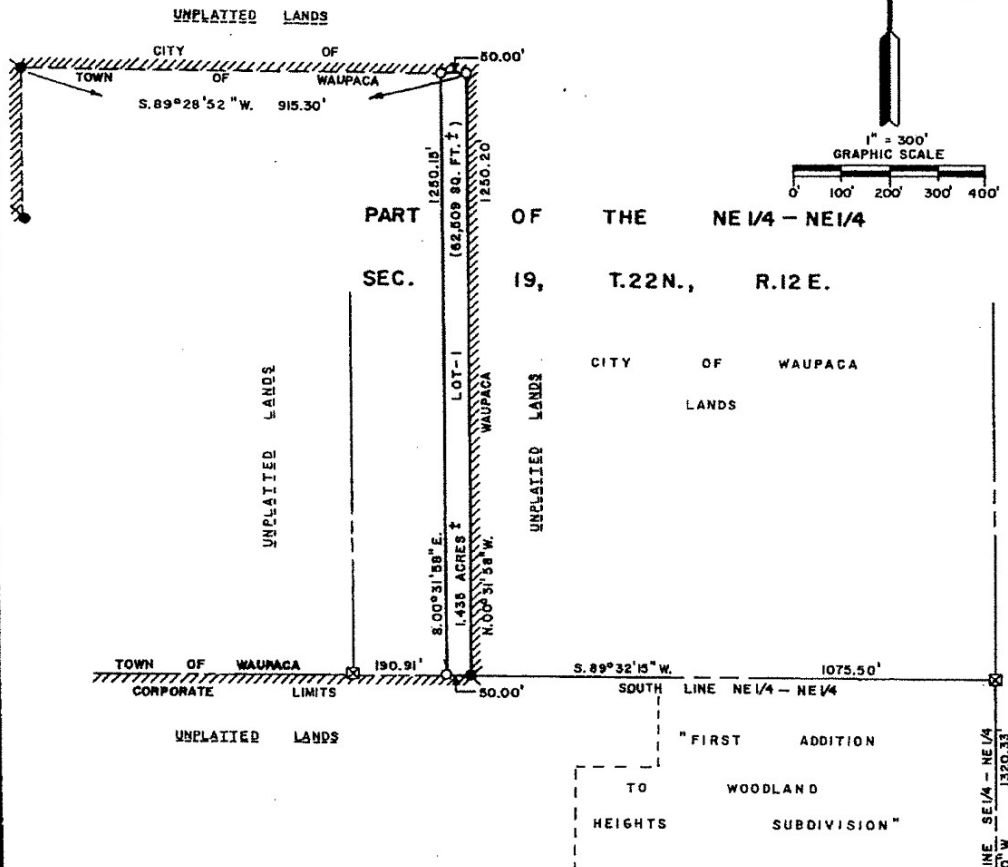 UNPLATTED LANDS
CITY OF
50.00'
TOWN OF WAUPACA
S.89°28'52"W. 915.30'
1" = 300'
GRAPHIC SCALE
0' 100' 200' 300' 400'
1250.15'
(62,509 SQ. FT.±)
1250.20'
PART OF THE NE 1/4 - NE 1/4
SEC. 19, T.22N., R.12E.
CITY OF WAUPACA
LANDS
UNPLATTED LANDS
LOT-1
WAUPACA
UNPLATTED LANDS
S.00°31'58"E.
1.435 ACRES±
N.00°31'58"W.
TOWN OF WAUPACA
190.91'
S.89°32'15"W. 1075.50'
CORPORATE LIMITS
50.00'
SOUTH LINE NE 1/4 - NE 1/4
UNPLATTED LANDS
"FIRST ADDITION
TO WOODLAND
HEIGHTS SUBDIVISION"
INE SE 1/4 - NE 1/4
1320.33'